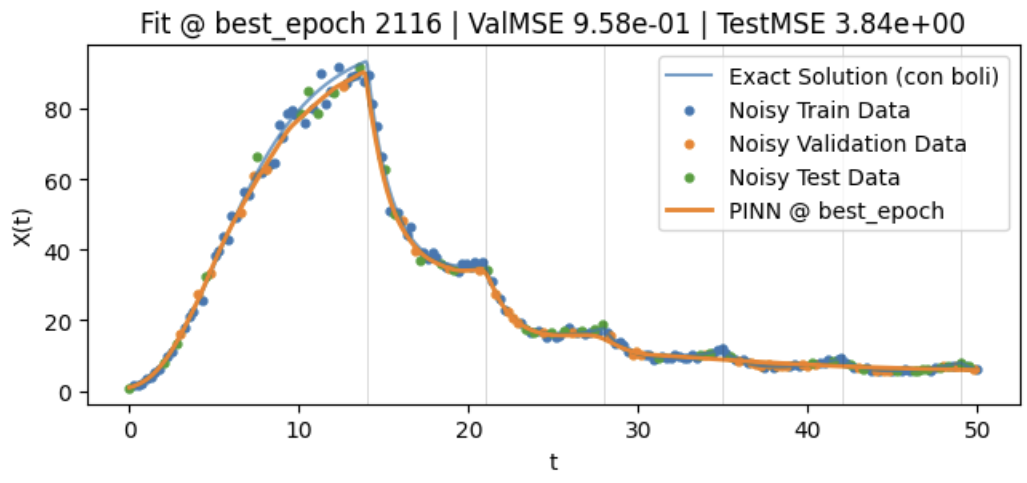 Fit @ best_epoch 2116 | ValMSE 9.58e-01 | TestMSE 3.84e+00
Exact Solution (con boli)
Noisy Train Data
Noisy Validation Data
Noisy Test Data
PINN @ best_epoch
X(t)
80
60
40
20
0
0 10 20 30 40 50
t